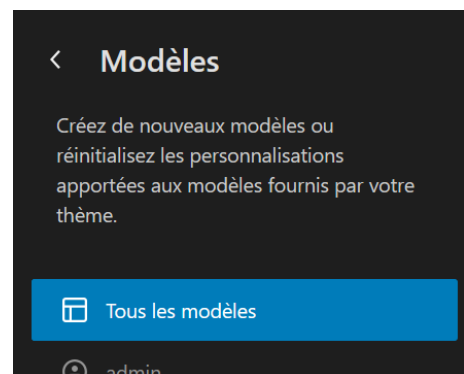 Modèles
Créez de nouveaux modèles ou
réinitialisez les personnalisations
apportées aux modèles fournis par votre
thème.
Tous les modèles
admin